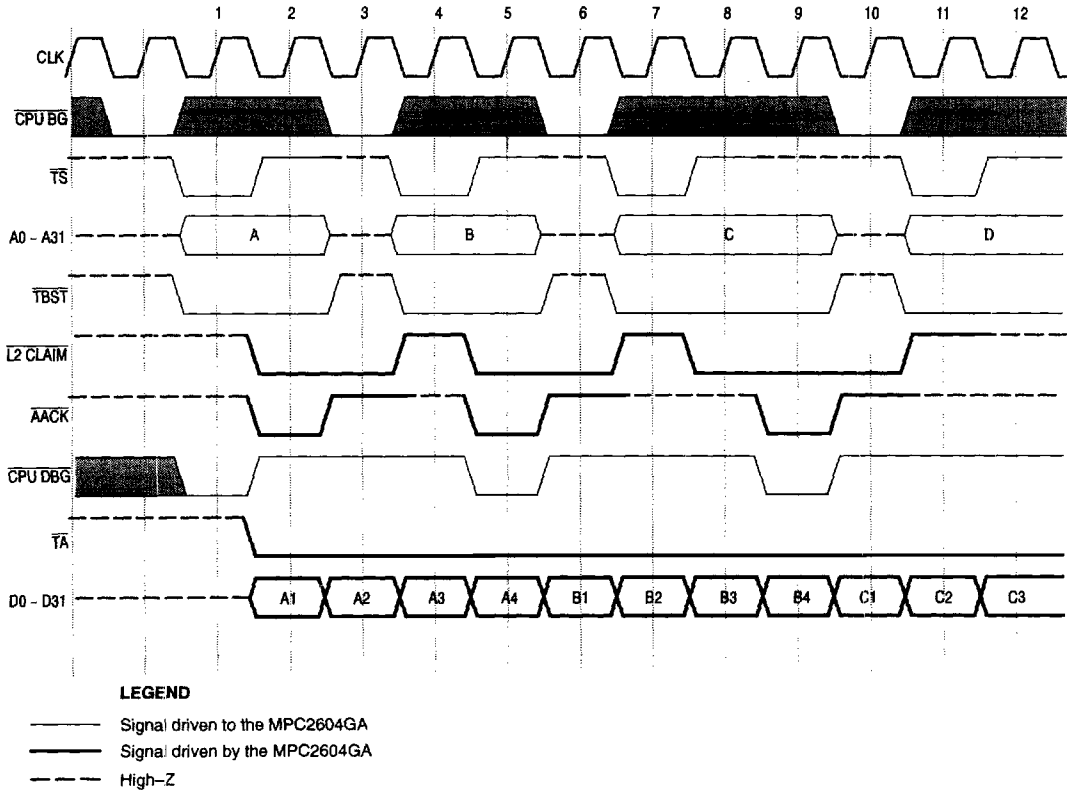 1 2 3 4 5 6 7 8 9 10 11 12
CLK
CPU BG
TS
A0 – A31 A B C D
TBST
L2 CLAIM
AACK
CPU DBG
TA
D0 – D31 A1 A2 A3 A4 B1 B2 B3 B4 C1 C2 C3
LEGEND
Signal driven to the MPC2604GA
Signal driven by the MPC2604GA
High–Z